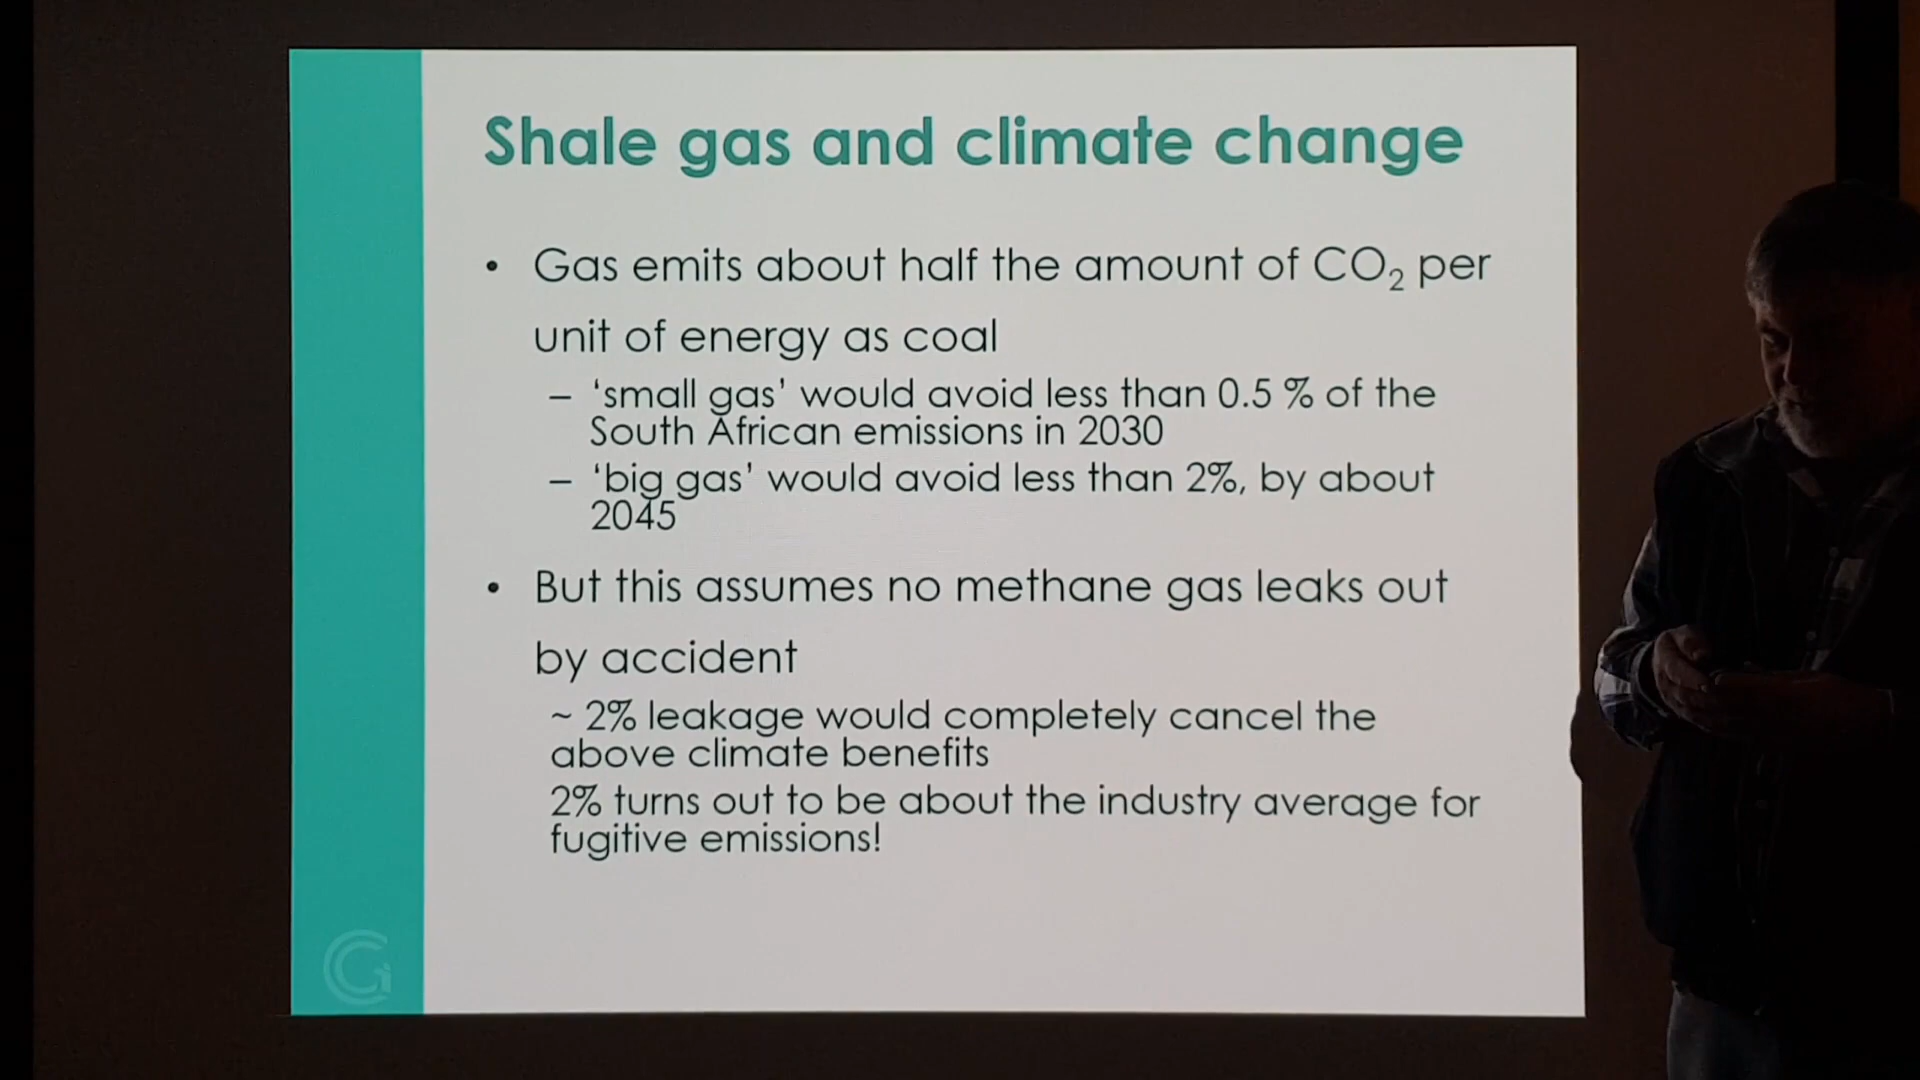 Shale gas and climate change
• Gas emits about half the amount of CO₂ per
unit of energy as coal
– ‘small gas’ would avoid less than 0.5 % of the
South African emissions in 2030
– ‘big gas’ would avoid less than 2%, by about
2045
• But this assumes no methane gas leaks out
by accident
~ 2% leakage would completely cancel the
above climate benefits
2% turns out to be about the industry average for
fugitive emissions!